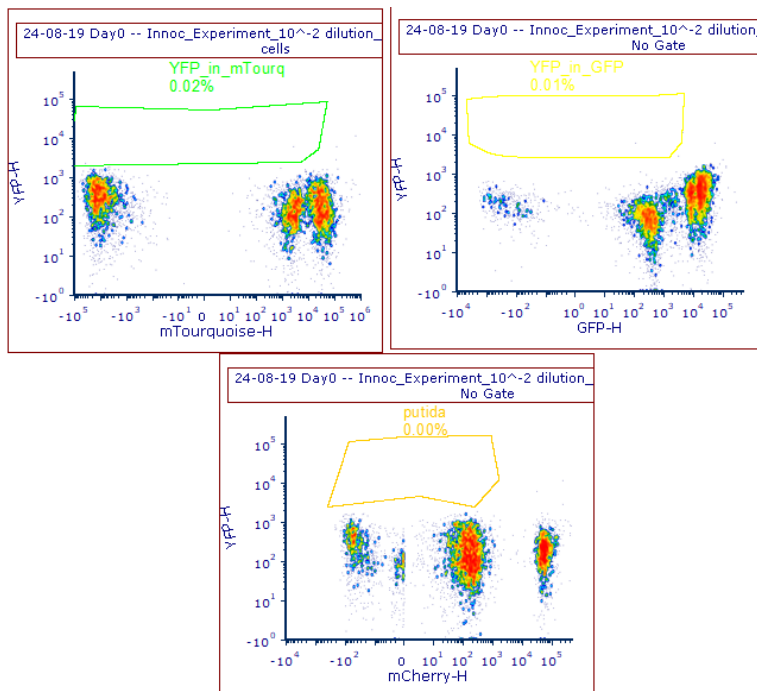 24-08-19 Day0 -- Innoc_Experiment_10^-2 dilution_
cells
YFP_in_mTourq
0.02%
10^5
10^4
10^3
10^2
10^1
-10^0
YFP-H
-10^5 -10^3 -10^1 0 10^1 10^2 10^3 10^4 10^5 10^6
mTourquoise-H
24-08-19 Day0 -- Innoc_Experiment_10^-2 dilution_
No Gate
YFP_in_GFP
0.01%
10^5
10^4
10^3
10^2
10^1
-10^0
YFP-H
-10^4 -10^2 10^0 10^1 10^2 10^3 10^4 10^5
GFP-H
24-08-19 Day0 -- Innoc_Experiment_10^-2 dilution_
No Gate
putida
0.00%
10^5
10^4
10^3
10^2
10^1
-10^0
YFP-H
-10^4 -10^2 0 10^1 10^2 10^3 10^4 10^5
mCherry-H